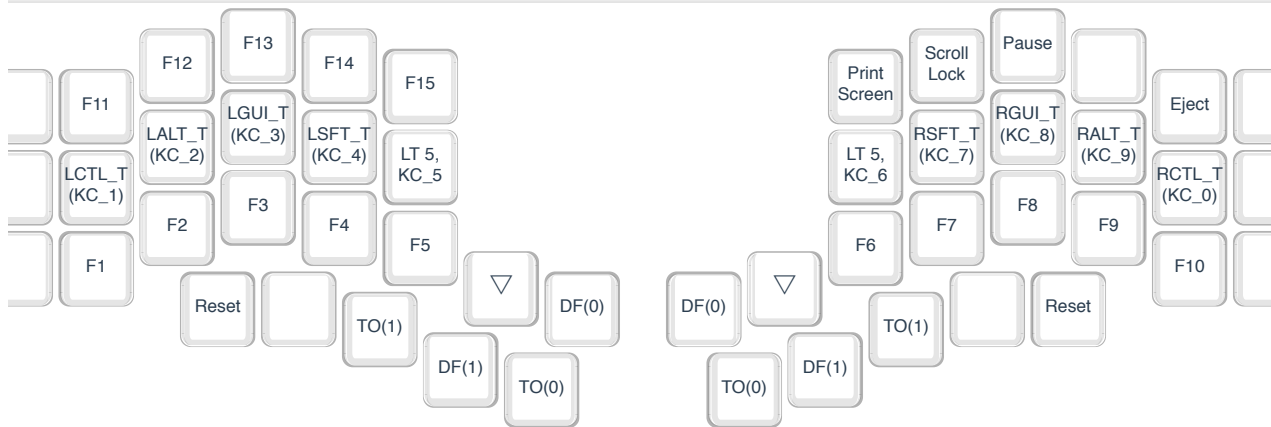 F11
F12
F13
F14
F15
LCTL_T
(KC_1)
LALT_T
(KC_2)
LGUI_T
(KC_3)
LSFT_T
(KC_4)
LT 5,
KC_5
F1
F2
F3
F4
F5
Reset
TO(1)
▽
DF(0)
DF(1)
TO(0)
Print
Screen
Scroll
Lock
Pause
Eject
LT 5,
KC_6
RSFT_T
(KC_7)
RGUI_T
(KC_8)
RALT_T
(KC_9)
RCTL_T
(KC_0)
F6
F7
F8
F9
F10
DF(0)
▽
TO(1)
Reset
TO(0)
DF(1)